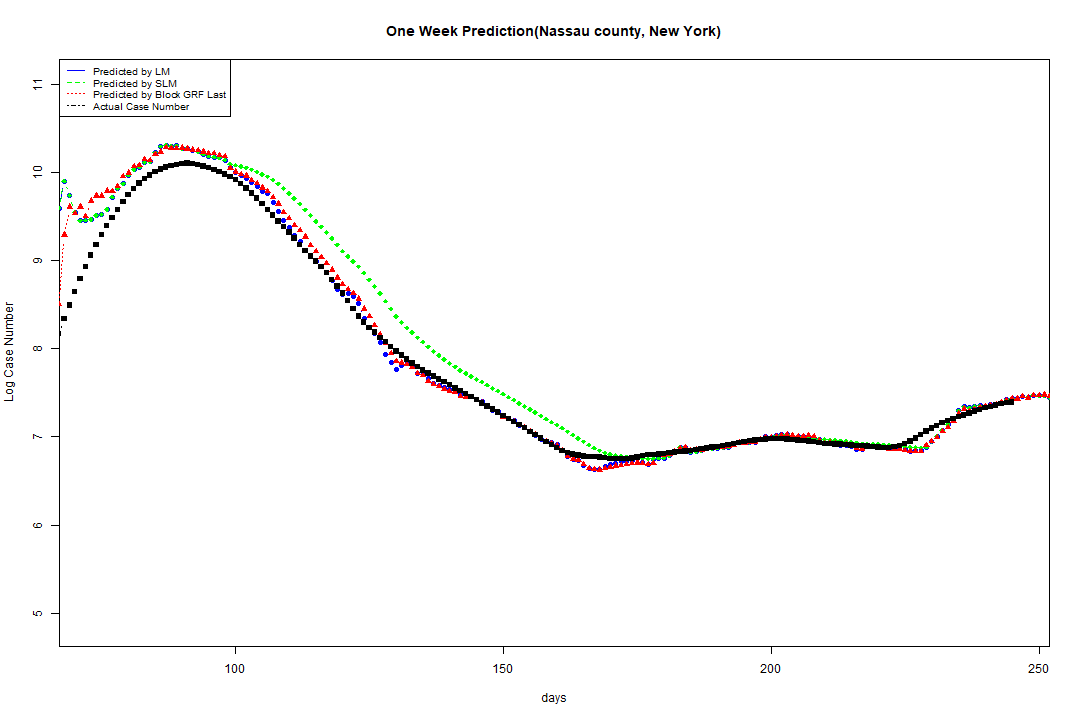 One Week Prediction(Nassau county, New York)
Predicted by LM
Predicted by SLM
Predicted by Block GRF Last
Actual Case Number
11
10
9
8
7
6
5
Log Case Number
100 150 200 250
days